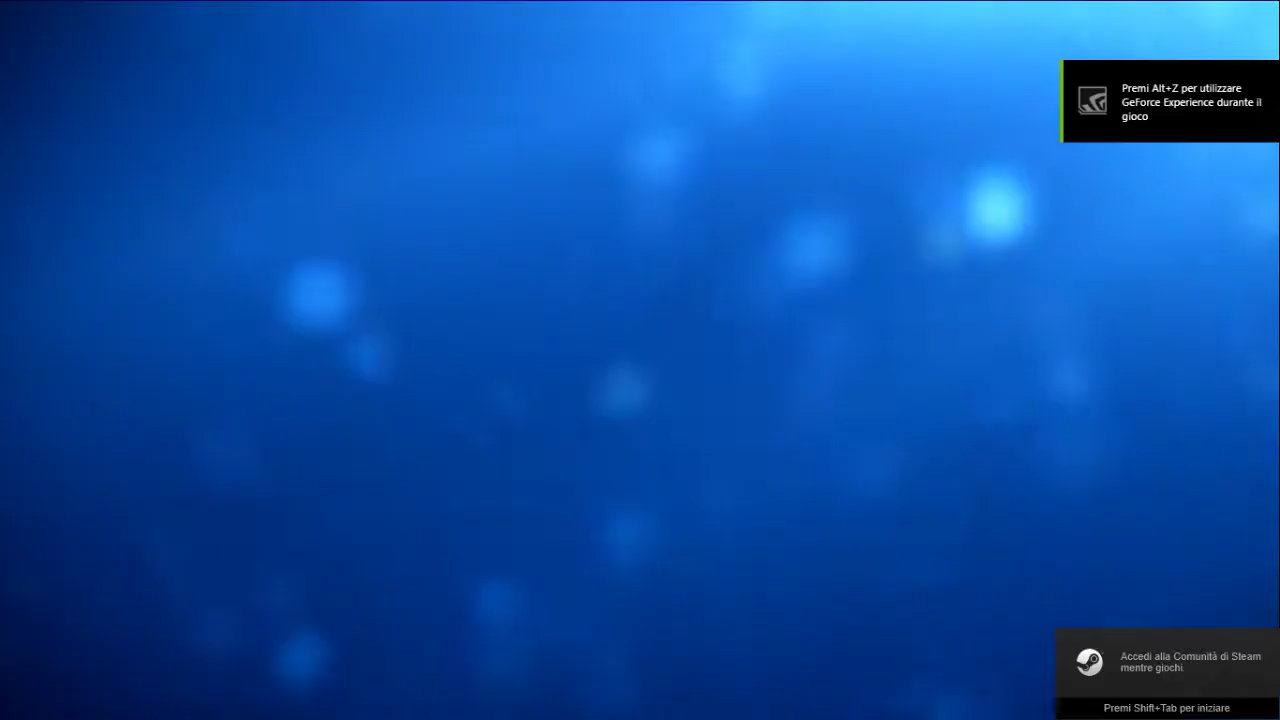 Premi Alt+Z per utilizzare
GeForce Experience durante il
gioco
Accedi alla Comunità di Steam
mentre giochi.
Premi Shift+Tab per iniziare